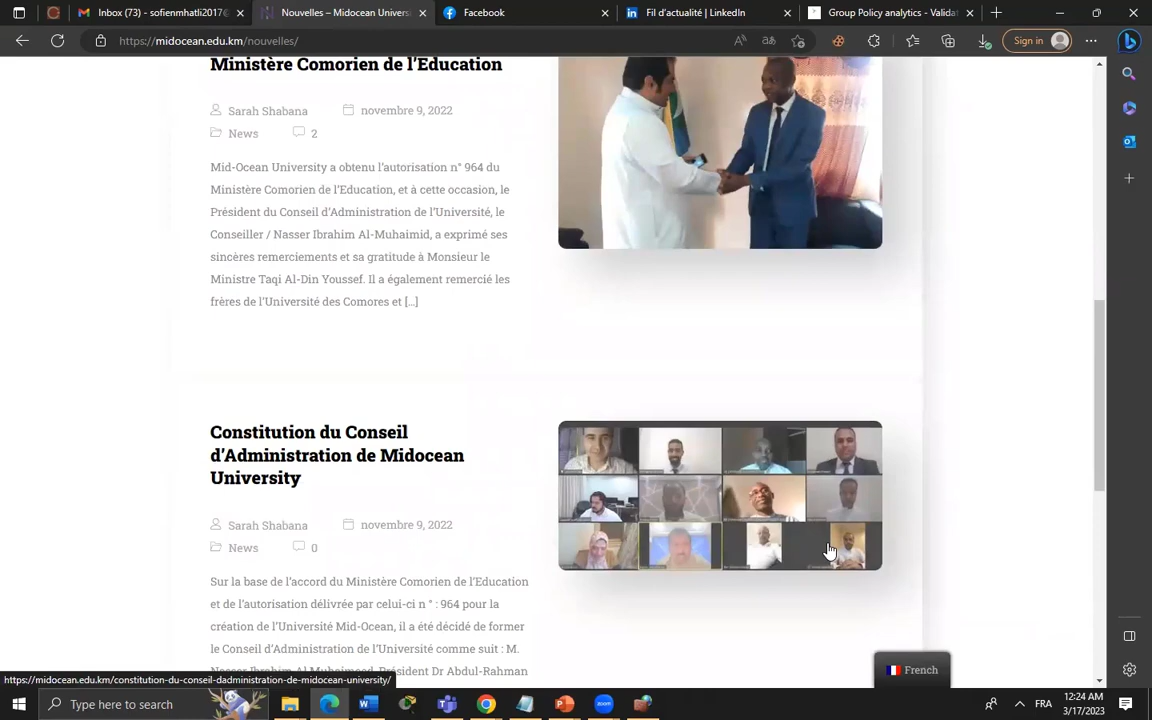 Inbox (73) - sofienmhatli2017@
Nouvelles – Midocean Univers
Facebook
Fil d'actualité | LinkedIn
Group Policy analytics - Validat
https://midocean.edu.km/nouvelles/
Sign in
Ministère Comorien de l'Education
Sarah Shabana
novembre 9, 2022
News
2
Mid-Ocean University a obtenu l'autorisation n° 964 du
Ministère Comorien de l'Education, et à cette occasion, le
Président du Conseil d'Administration de l'Université, le
Conseiller / Nasser Ibrahim Al-Muhaimid, a exprimé ses
sincères remerciements et sa gratitude à Monsieur le
Ministre Taqi Al-Din Youssef. Il a également remercié les
frères de l'Université des Comores et [...]
Constitution du Conseil
d'Administration de Midocean
University
Sarah Shabana
novembre 9, 2022
News
0
Sur la base de l'accord du Ministère Comorien de l'Education
et de l'autorisation délivrée par celui-ci n ° : 964 pour la
création de l'Université Mid-Ocean, il a été décidé de former
le Conseil d'Administration de l'Université comme suit : M.
Nasser Ibrahim Al Muhaimeed, Président Dr Abdul-Rahman
French
https://midocean.edu.km/constitution-du-conseil-dadministration-de-midocean-university/
Type here to search
FR
12:24 AM
3/17/2023